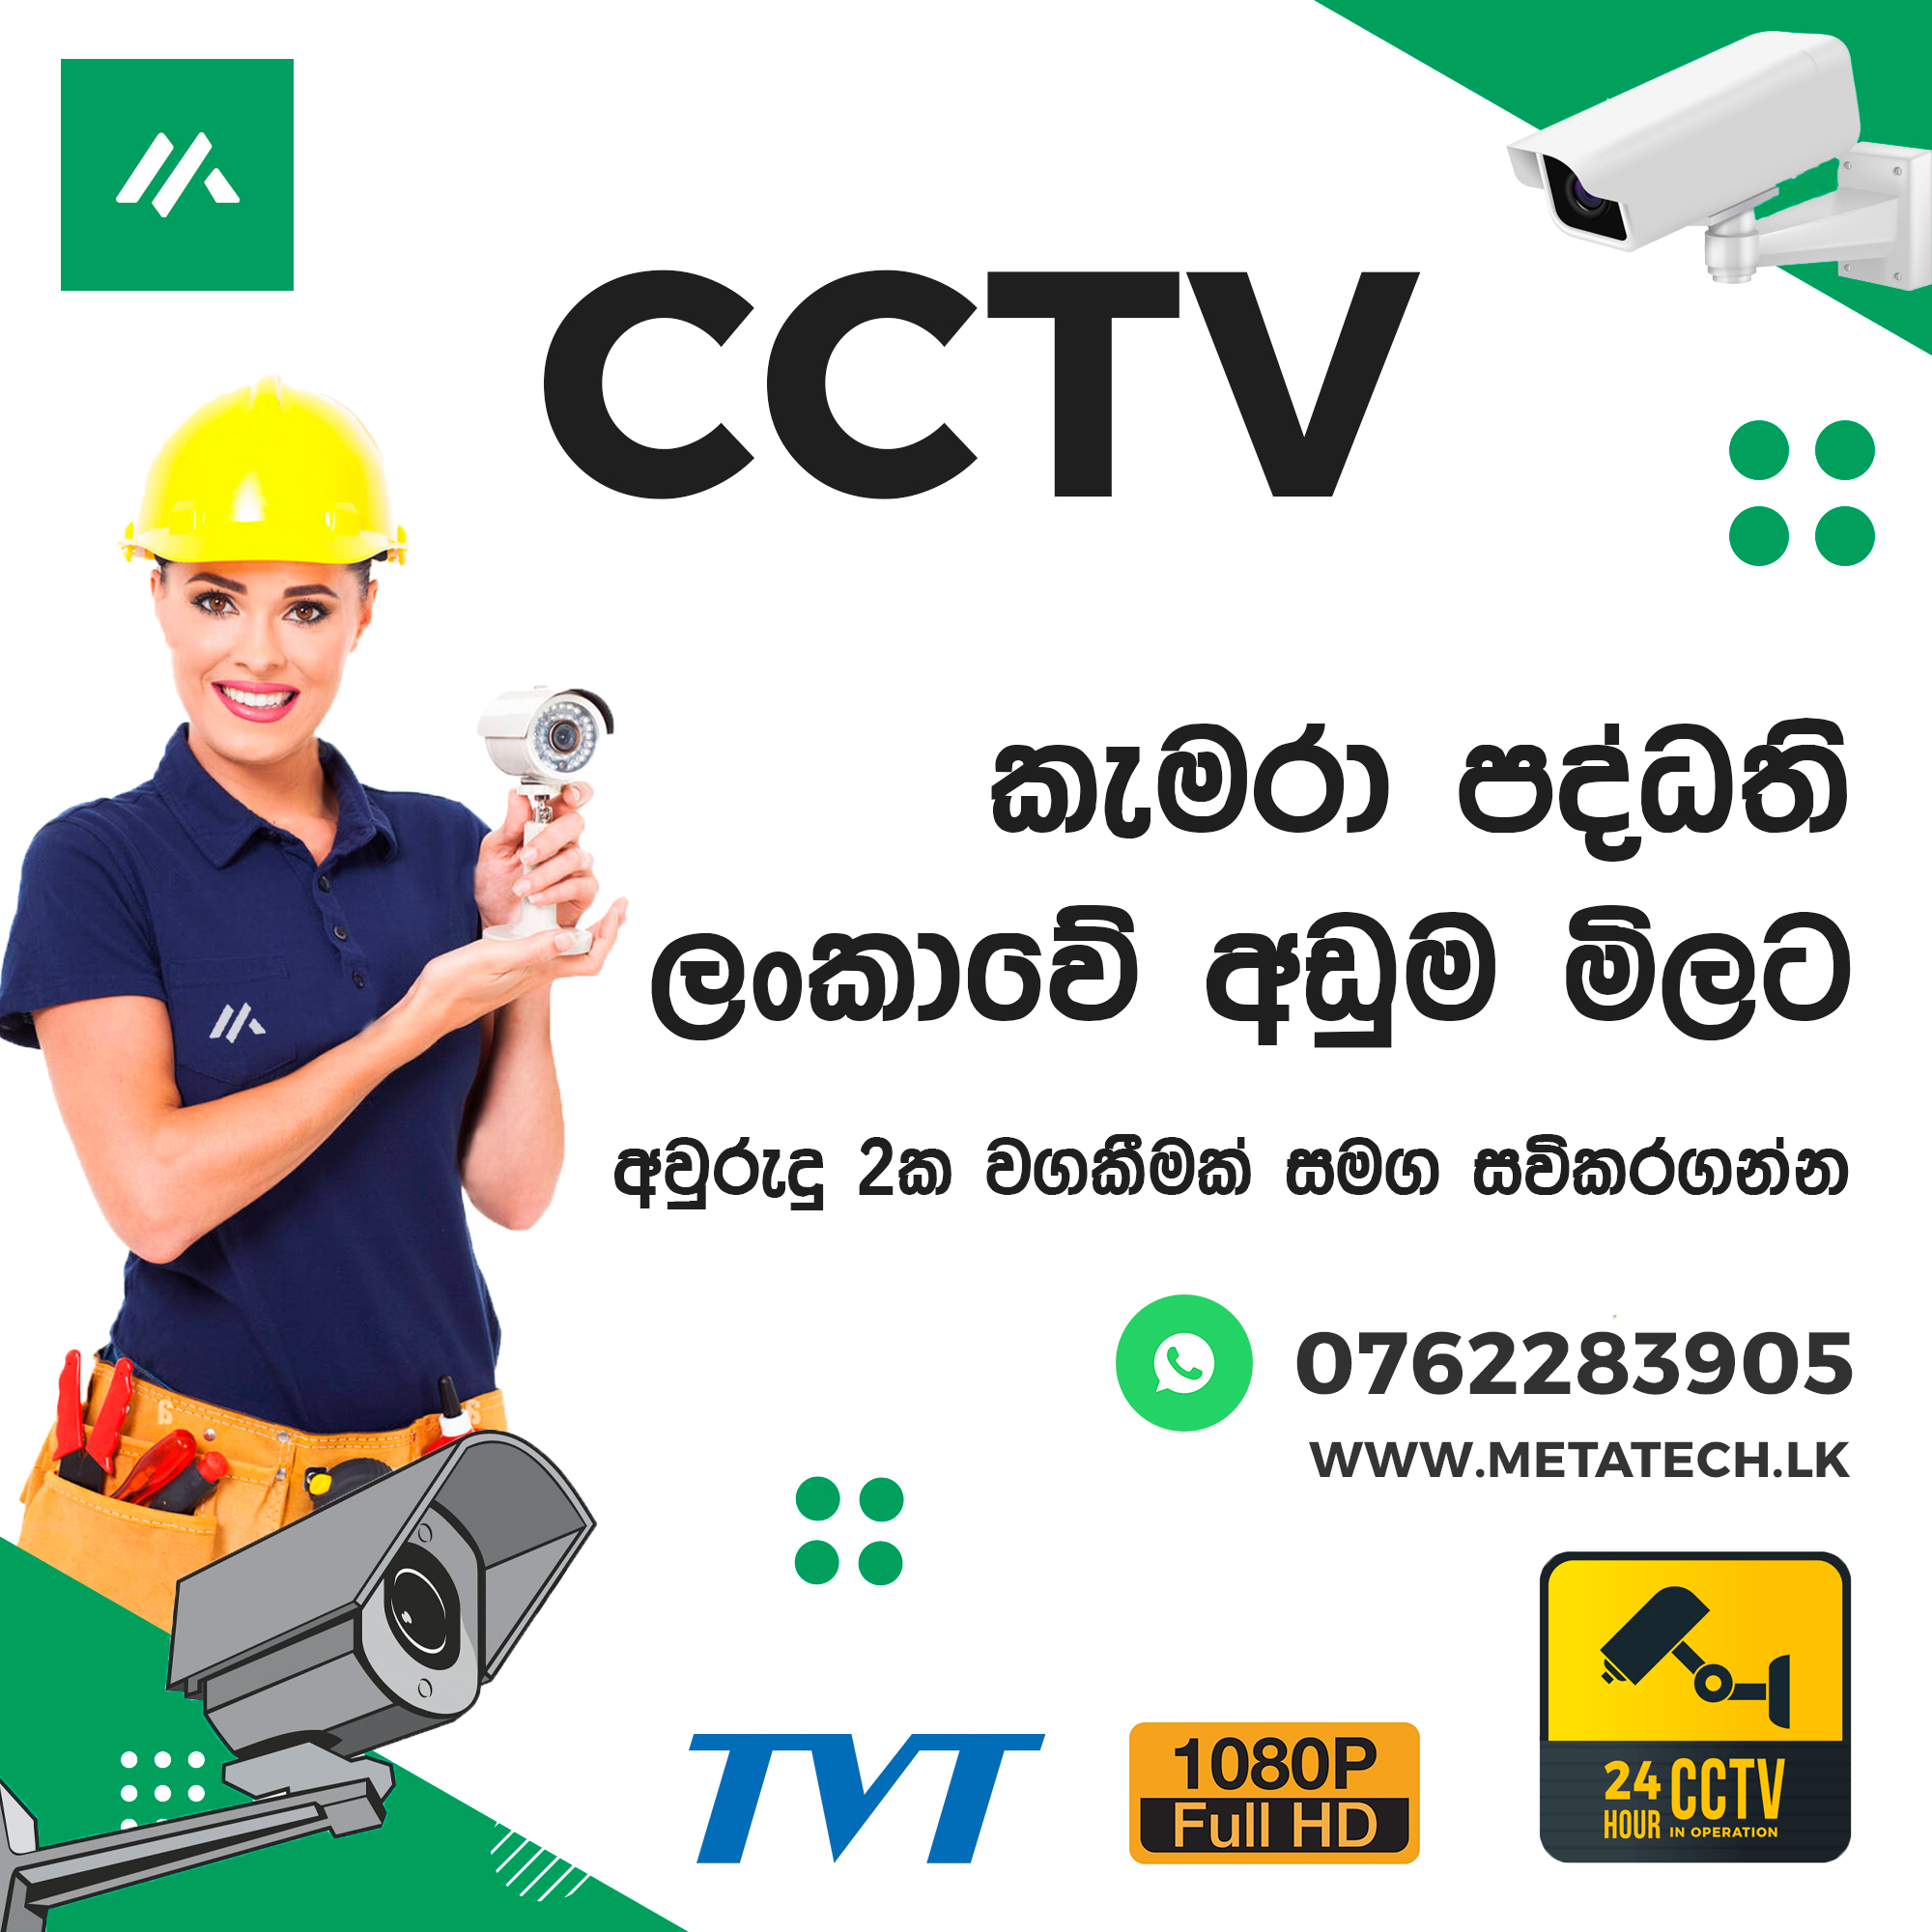 CCTV
කැමරා පද්ධති
ලංකාවේ අඩුම මිලට
අවුරුදු 2ක වගකීමක් සමග සවිකරගන්න
0762283905
WWW.METATECH.LK
TVT
1080P
Full HD
24 HOUR CCTV
IN OPERATION